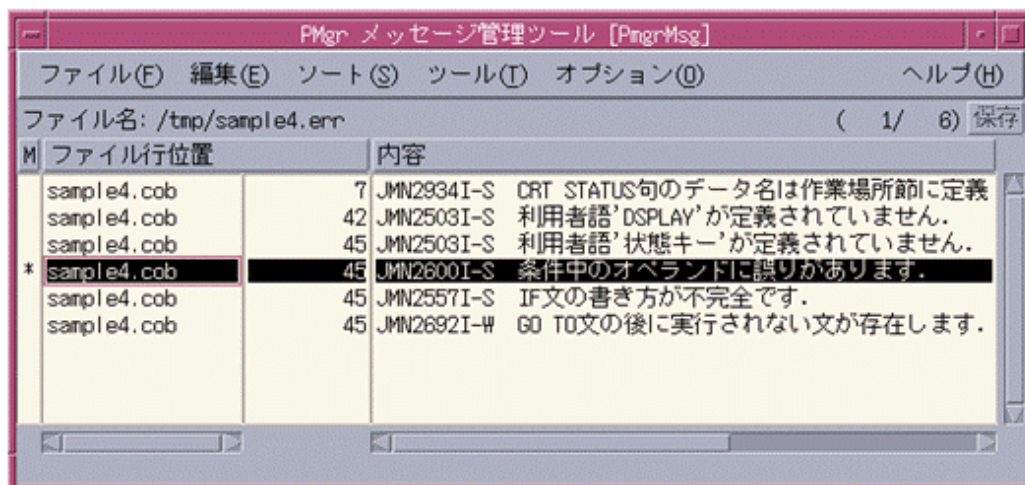 PMgr メッセージ管理ツール [PmgrMsg]
ファイル(F) 編集(E) ソート(S) ツール(T) オプション(O) ヘルプ(H)
ファイル名: /tmp/sample4.err ( 1/ 6) 保存
M ファイル行位置 内容
sample4.cob 7 JMN2934I-S CRT STATUS句のデータ名は作業場所節に定義
sample4.cob 42 JMN2503I-S 利用者語'DSPLAY'が定義されていません.
sample4.cob 45 JMN2503I-S 利用者語'状態キー'が定義されていません.
* sample4.cob 45 JMN2600I-S 条件中のオペランドに誤りがあります.
sample4.cob 45 JMN2557I-S IF文の書き方が不完全です.
sample4.cob 45 JMN2692I-W GO TO文の後に実行されない文が存在します.